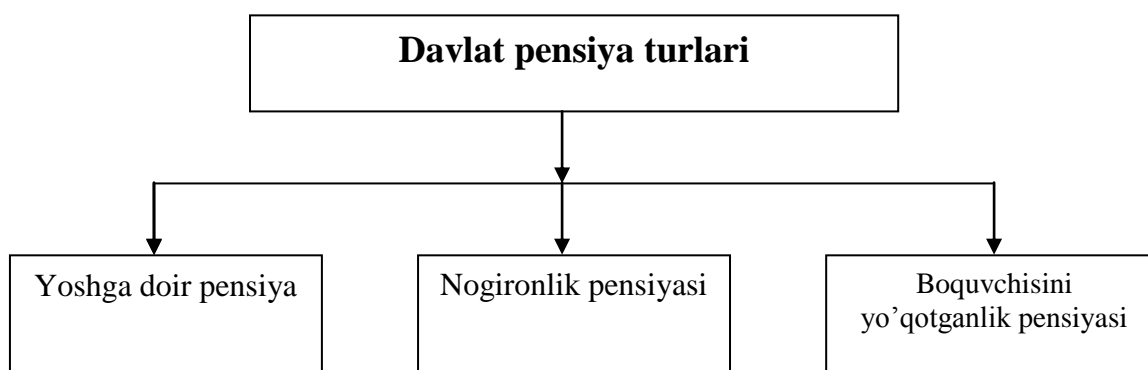 Davlat pensiya turlari
Yoshga doir pensiya
Nogironlik pensiyasi
Boquvchisini
yo’qotganlik pensiyasi